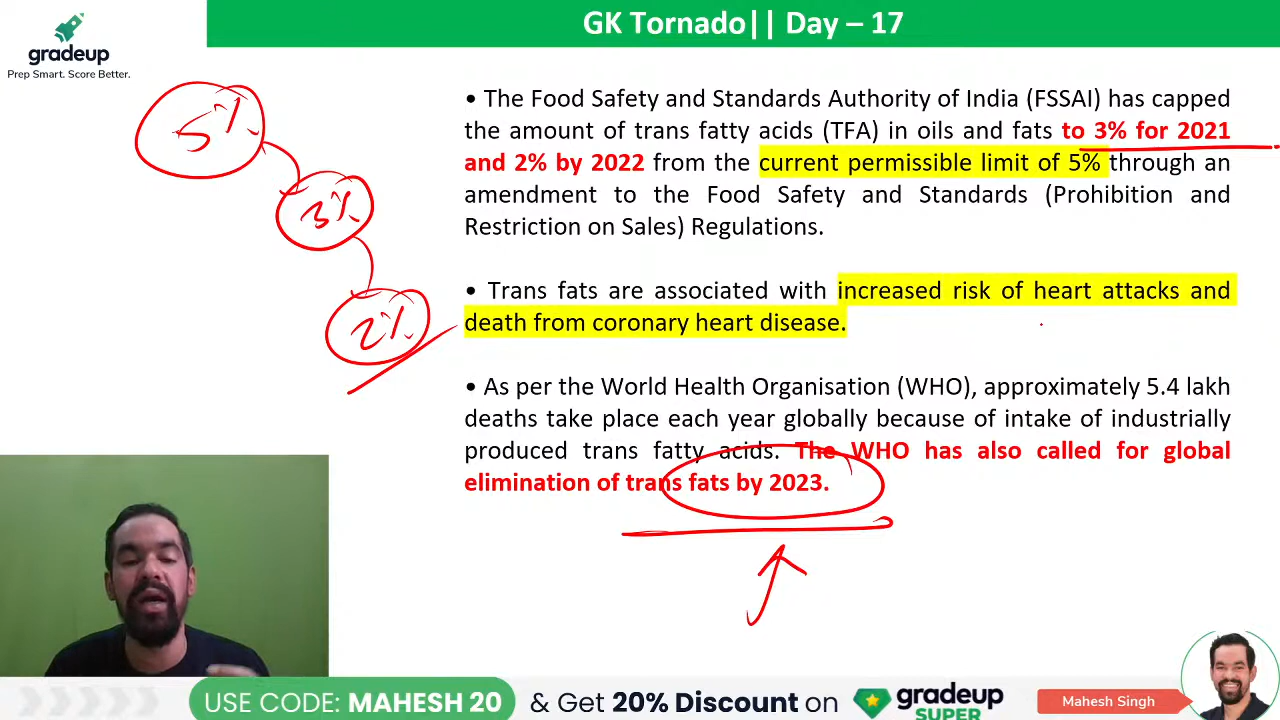 GK Tornado|| Day – 17
gradeup
Prep Smart. Score Better.
5%
3%
2%
• The Food Safety and Standards Authority of India (FSSAI) has capped
the amount of trans fatty acids (TFA) in oils and fats to 3% for 2021
and 2% by 2022 from the current permissible limit of 5% through an
amendment to the Food Safety and Standards (Prohibition and
Restriction on Sales) Regulations.
• Trans fats are associated with increased risk of heart attacks and
death from coronary heart disease.
• As per the World Health Organisation (WHO), approximately 5.4 lakh
deaths take place each year globally because of intake of industrially
produced trans fatty acids. The WHO has also called for global
elimination of trans fats by 2023.
USE CODE: MAHESH 20 & Get 20% Discount on
gradeup
SUPER
Mahesh Singh